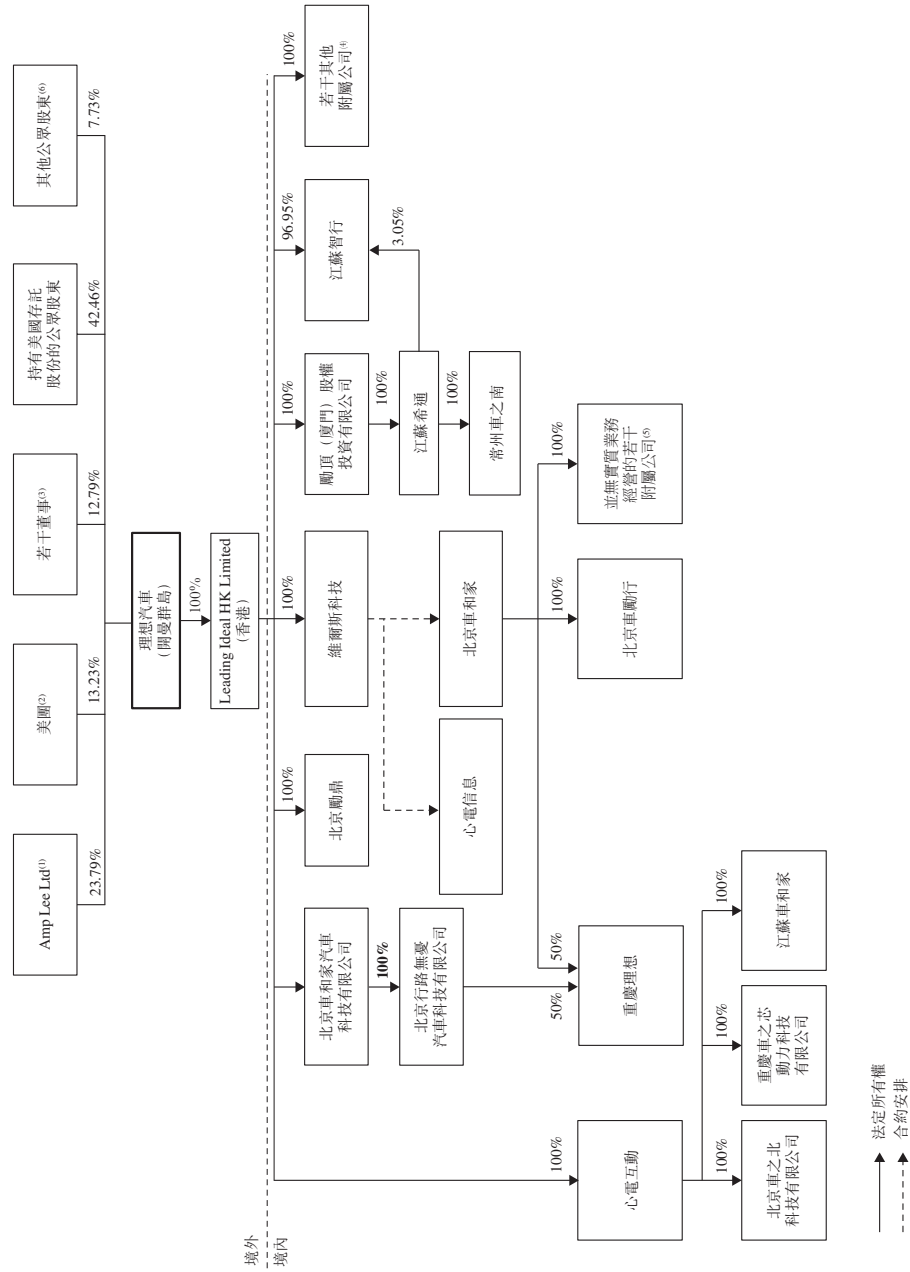 Amp Lee Ltd(1)
美團(2)
若干董事(3)
持有美國存託
股份的公眾股東
其他公眾股東(6)
23.79%
13.23%
12.79%
42.46%
7.73%
理想汽車
(開曼群島)
100%
Leading Ideal HK Limited
(香港)
境外
境內
100%
100%
100%
96.95%
100%
北京車和家汽車
科技有限公司
北京勵鼎
維爾斯科技
勵頂(廈門)股權
投資有限公司
江蘇智行
若干其他
附屬公司(4)
100%
100%
3.05%
北京行路無憂
汽車科技有限公司
心電信息
北京車和家
江蘇希通
100%
常州車之南
100%
50%
50%
100%
100%
心電互動
重慶理想
北京車勵行
並無實質業務
經營的若干
附屬公司(5)
100%
100%
100%
北京車之北
科技有限公司
重慶車之芯
動力科技
有限公司
江蘇車和家
法定所有權
合約安排